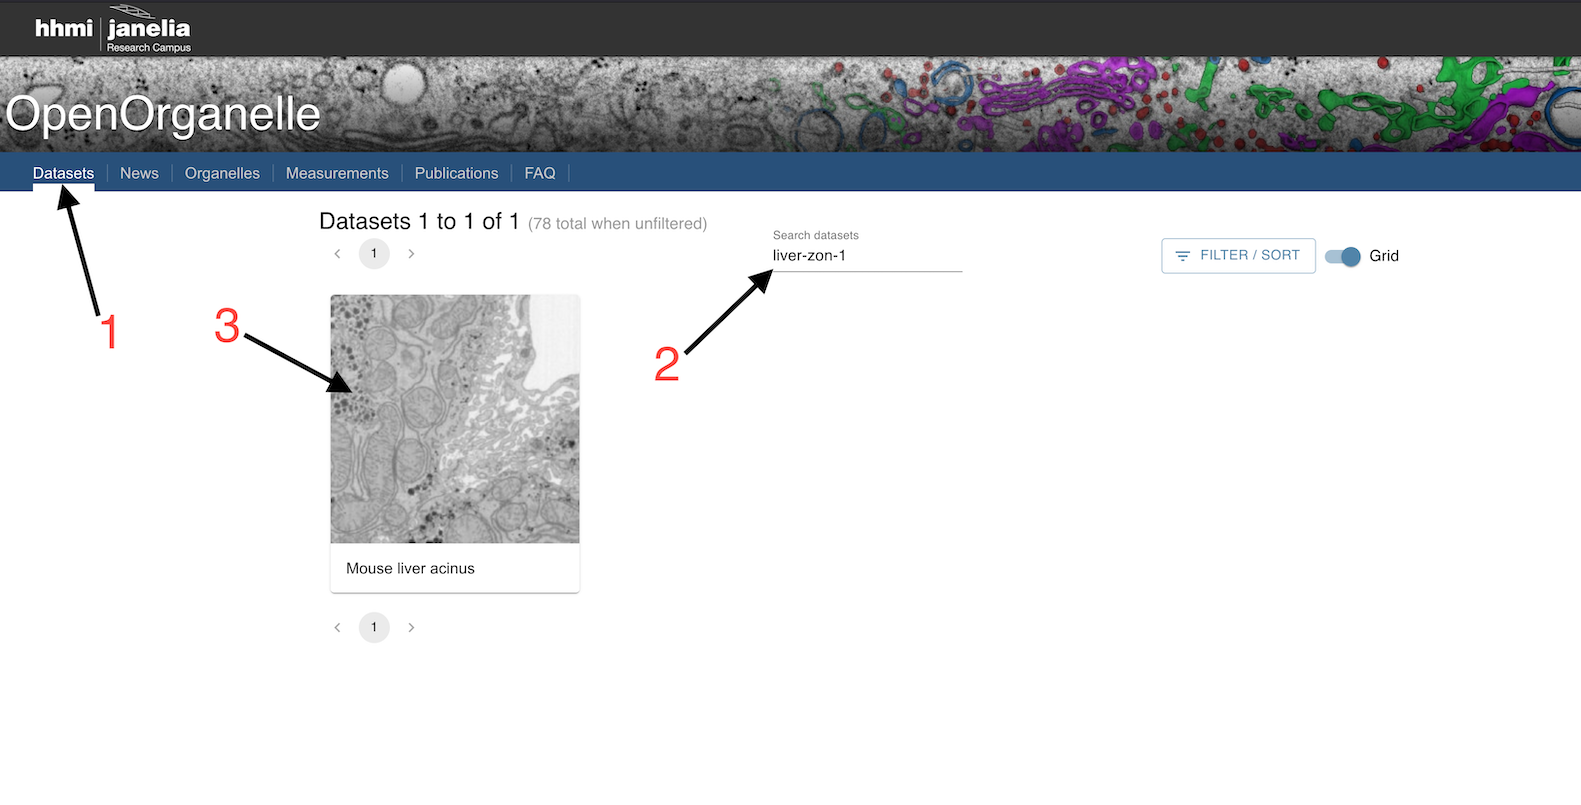 hhmi janelia
Research Campus
OpenOrganelle
Datasets News Organelles Measurements Publications FAQ
Datasets 1 to 1 of 1 (78 total when unfiltered)
Search datasets
liver-zon-1
1
FILTER / SORT
Grid
1
3
2
Mouse liver acinus
1